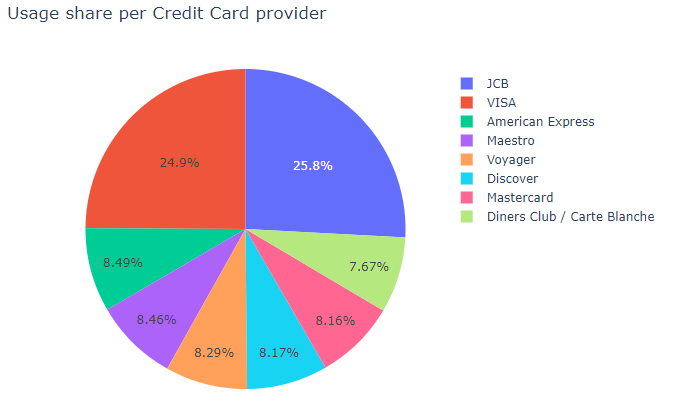 Usage share per Credit Card provider
JCB
VISA
American Express
Maestro
Voyager
Discover
Mastercard
Diners Club / Carte Blanche
24.9%
25.8%
8.49%
7.67%
8.46%
8.16%
8.29%
8.17%